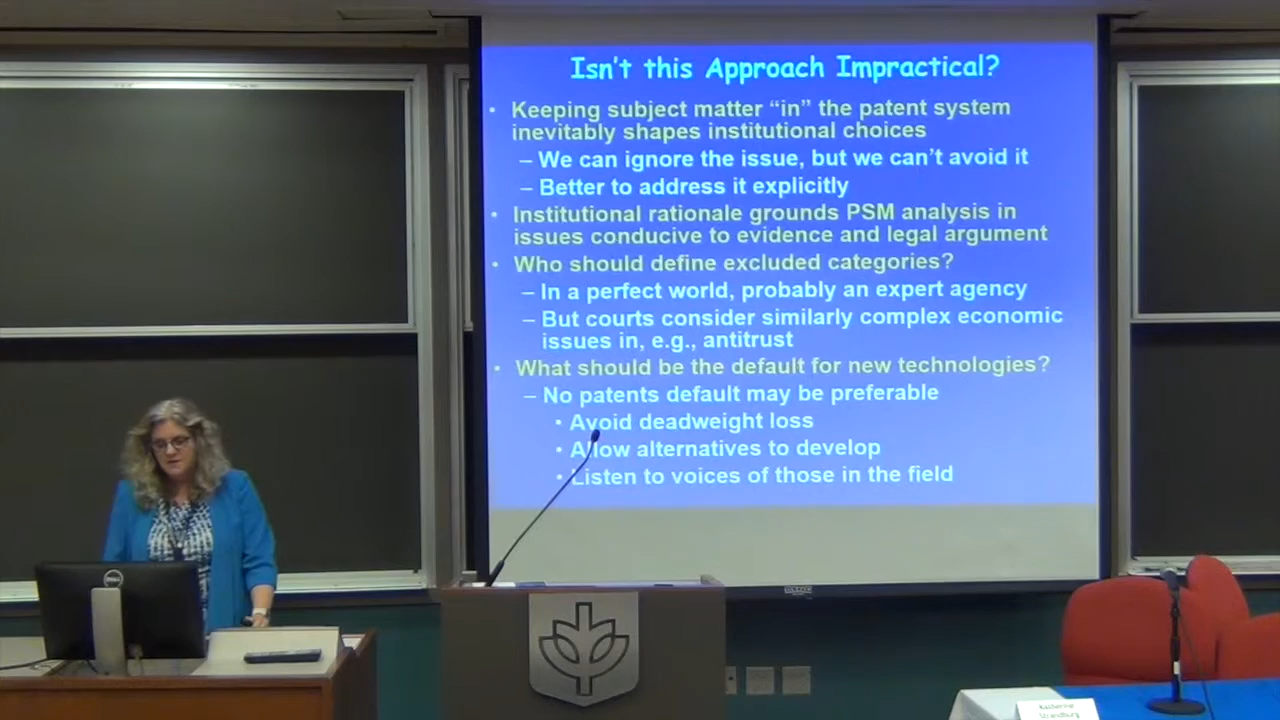 Isn't this Approach Impractical?
• Keeping subject matter “in” the patent system
inevitably shapes institutional choices
– We can ignore the issue, but we can't avoid it
– Better to address it explicitly
• Institutional rationale grounds PSM analysis in
issues conducive to evidence and legal argument
• Who should define excluded categories?
– In a perfect world, probably an expert agency
– But courts consider similarly complex economic
issues in, e.g., antitrust
• What should be the default for new technologies?
– No patents default may be preferable
• Avoid deadweight loss
• Allow alternatives to develop
• Listen to voices of those in the field
DELL
Katherine
Strandburg